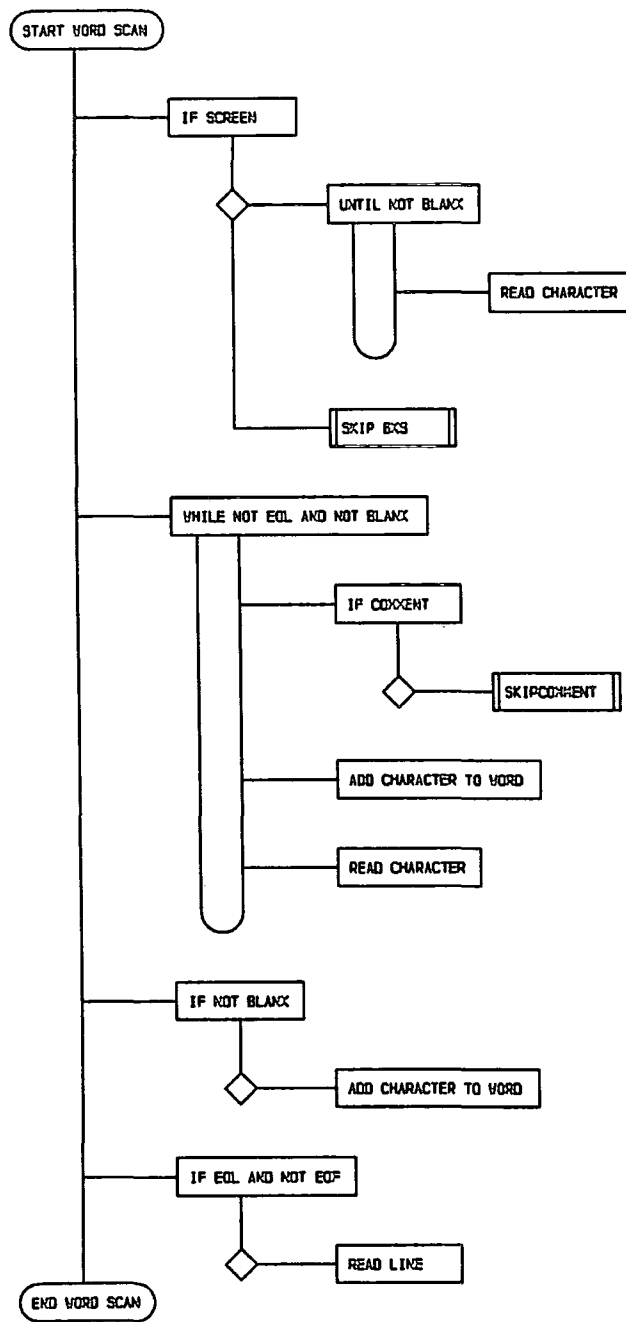 START WORD SCAN
IF SCREEN
UNTIL NOT BLANK
READ CHARACTER
SKIP BKS
WHILE NOT EOL AND NOT BLANK
IF COMMENT
SKIPCOMMENT
ADD CHARACTER TO WORD
READ CHARACTER
IF NOT BLANK
ADD CHARACTER TO WORD
IF EOL AND NOT EOF
READ LINE
END WORD SCAN